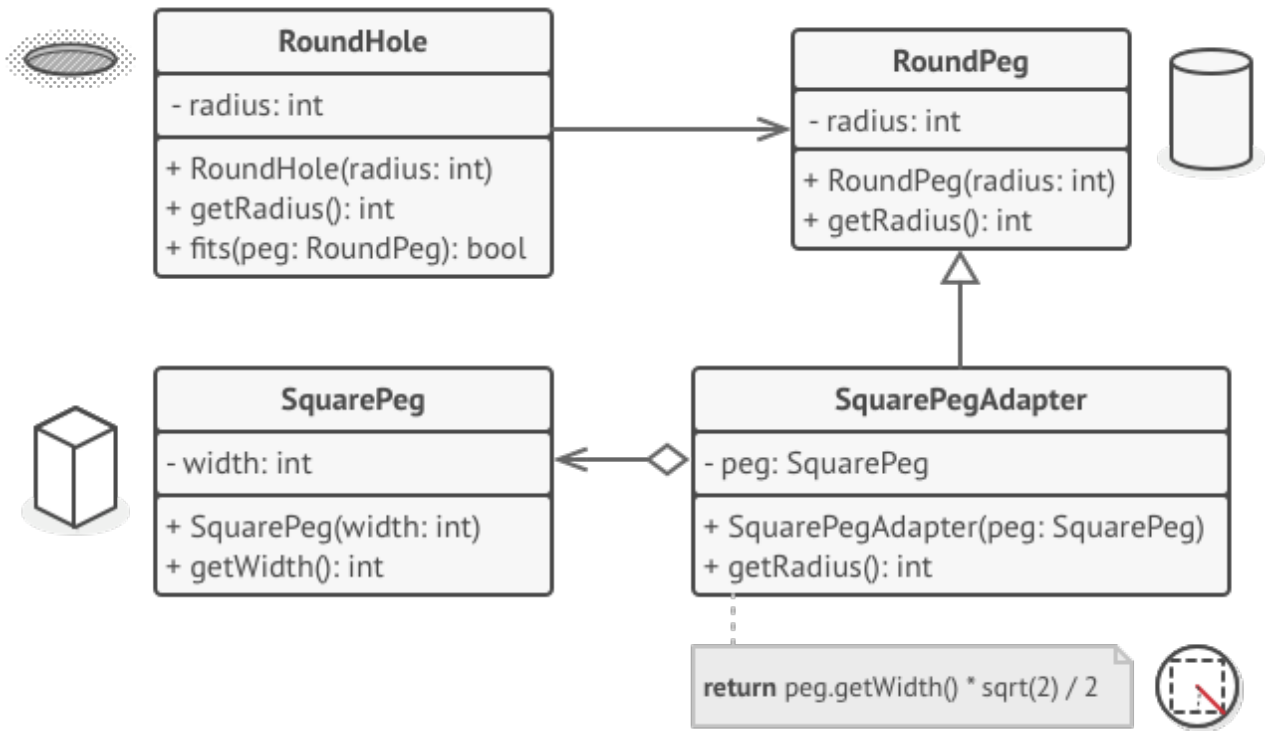 RoundHole
- radius: int
+ RoundHole(radius: int)
+ getRadius(): int
+ fits(peg: RoundPeg): bool
RoundPeg
- radius: int
+ RoundPeg(radius: int)
+ getRadius(): int
SquarePeg
- width: int
+ SquarePeg(width: int)
+ getWidth(): int
SquarePegAdapter
- peg: SquarePeg
+ SquarePegAdapter(peg: SquarePeg)
+ getRadius(): int
return peg.getWidth() * sqrt(2) / 2